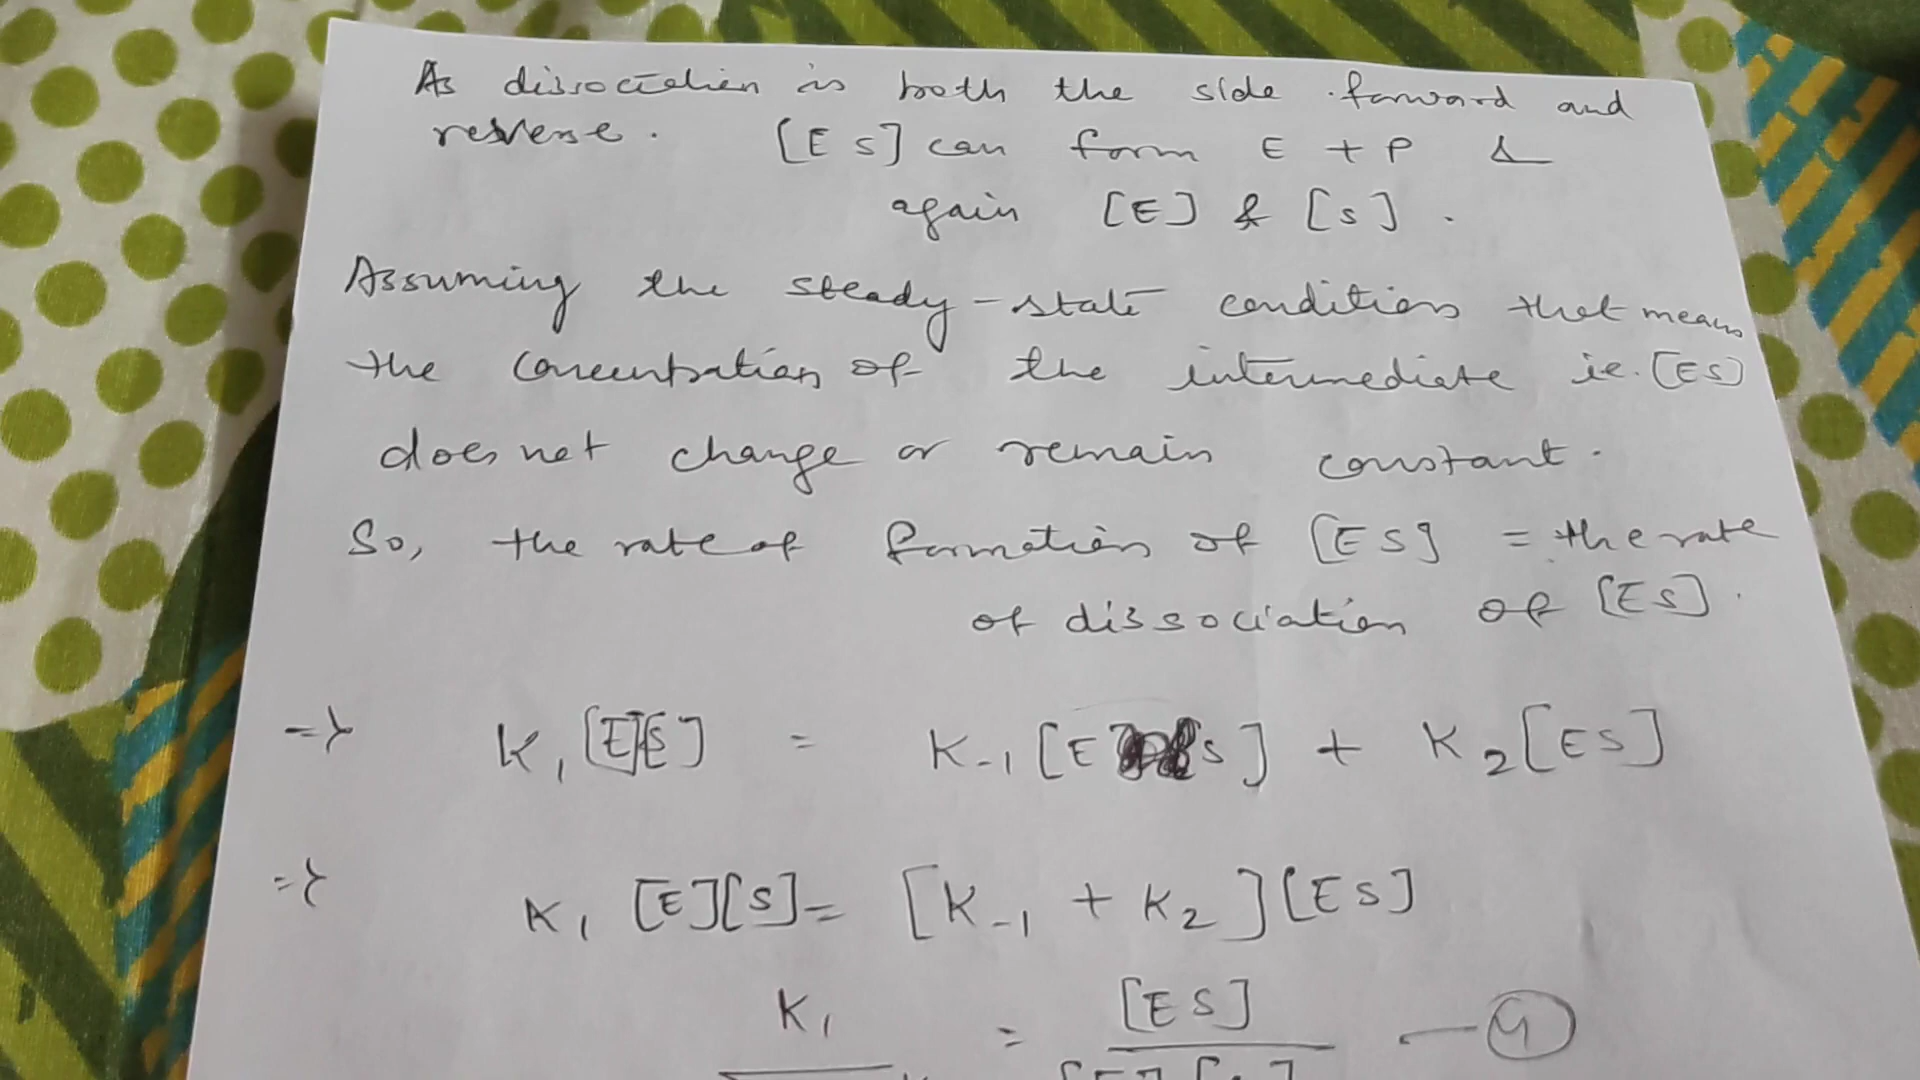 As dissociation is both the side forward and
reverse. [ES] can form E + P &
again [E] & [S].
Assuming the steady-state condition that means
the concentration of the intermediate ie. [ES]
does not change or remain constant.
So, the rate of formation of [ES] = the rate
of dissociation of [ES].
=> K1 [E][S] = K-1 [ES] + K2 [ES]
=> K1 [E][S] = [K-1 + K2] [ES]
K1 = [ES] — 4